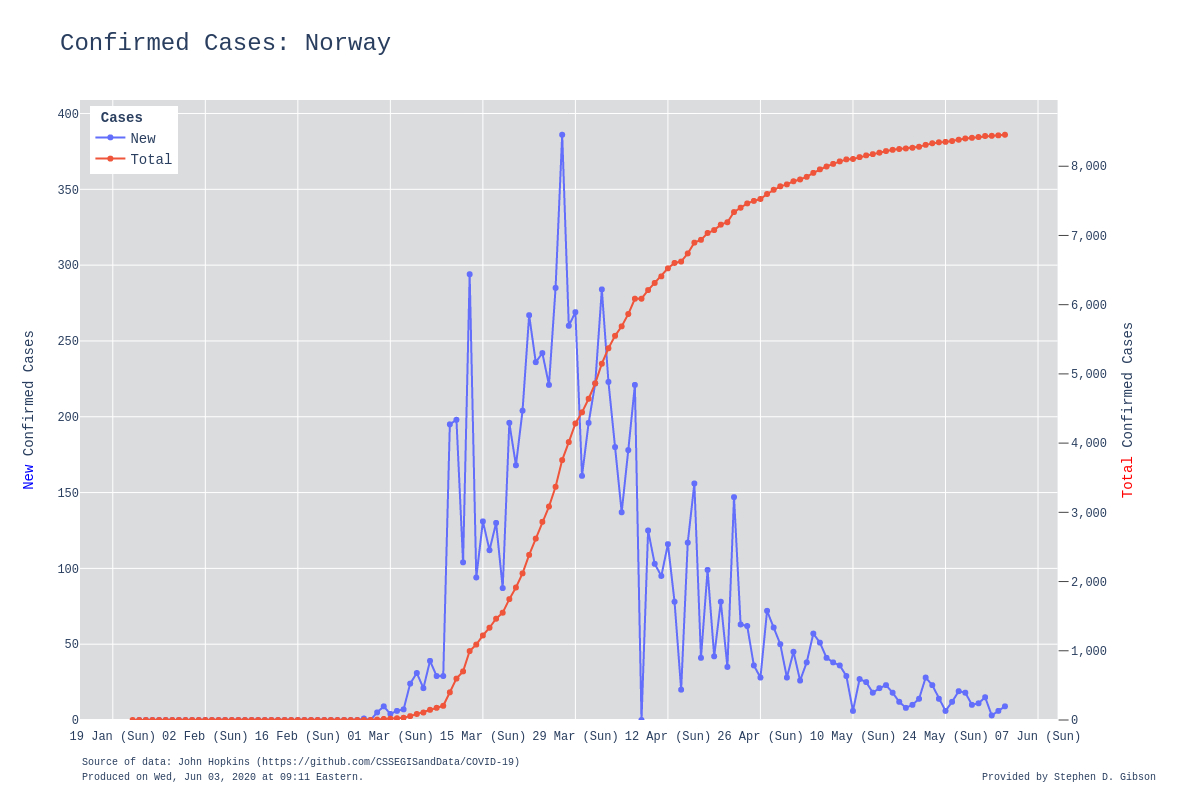 Confirmed Cases: Norway
Cases
New
Total
400
350
300
250
200
150
100
50
0
8,000
7,000
6,000
5,000
4,000
3,000
2,000
1,000
0
New Confirmed Cases
Total Confirmed Cases
19 Jan (Sun) 02 Feb (Sun) 16 Feb (Sun) 01 Mar (Sun) 15 Mar (Sun) 29 Mar (Sun) 12 Apr (Sun) 26 Apr (Sun) 10 May (Sun) 24 May (Sun) 07 Jun (Sun)
Source of data: John Hopkins (https://github.com/CSSEGISandData/COVID-19)
Produced on Wed, Jun 03, 2020 at 09:11 Eastern.
Provided by Stephen D. Gibson